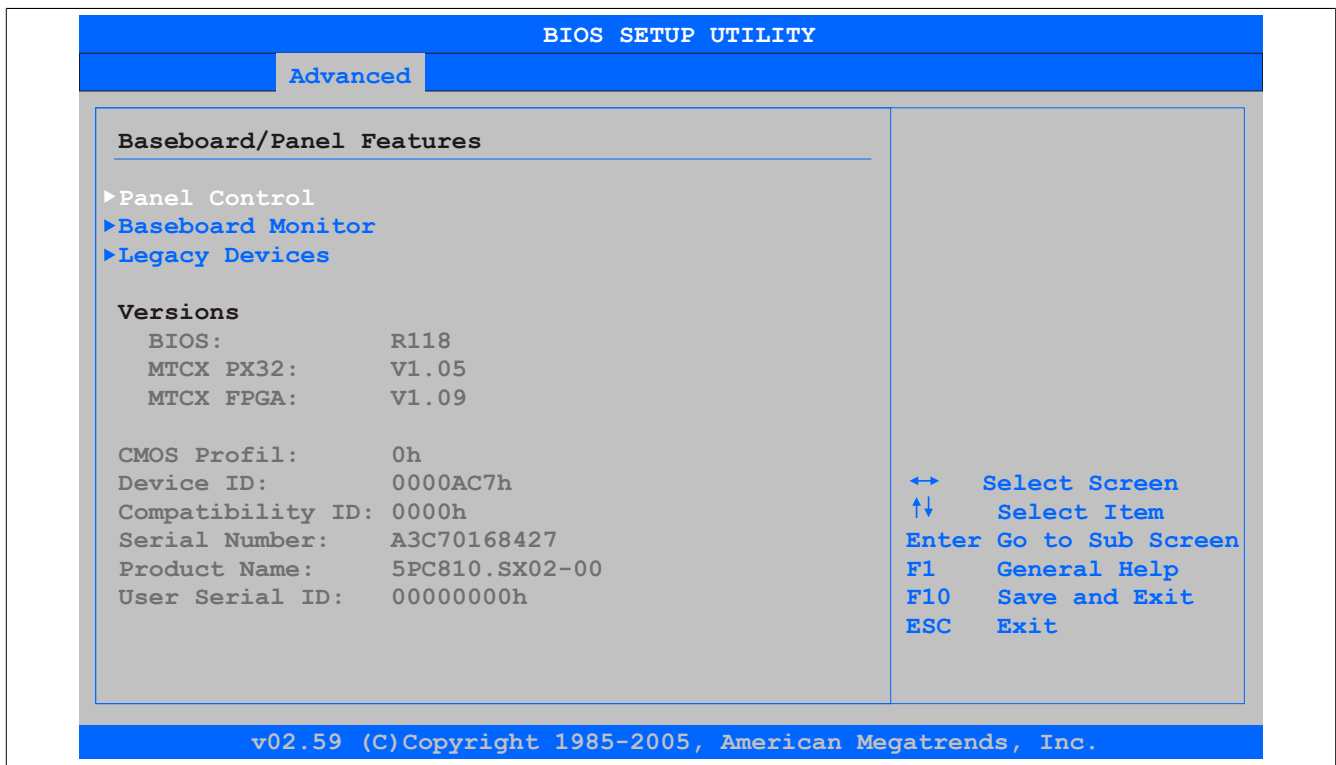 BIOS SETUP UTILITY
Advanced
Baseboard/Panel Features
Panel Control
Baseboard Monitor
Legacy Devices
Versions
BIOS: R118
MTCX PX32: V1.05
MTCX FPGA: V1.09
CMOS Profil: 0h
Device ID: 0000AC7h
Compatibility ID: 0000h
Serial Number: A3C70168427
Product Name: 5PC810.SX02-00
User Serial ID: 00000000h
↔ Select Screen
↑↓ Select Item
Enter Go to Sub Screen
F1 General Help
F10 Save and Exit
ESC Exit
v02.59 (C)Copyright 1985-2005, American Megatrends, Inc.